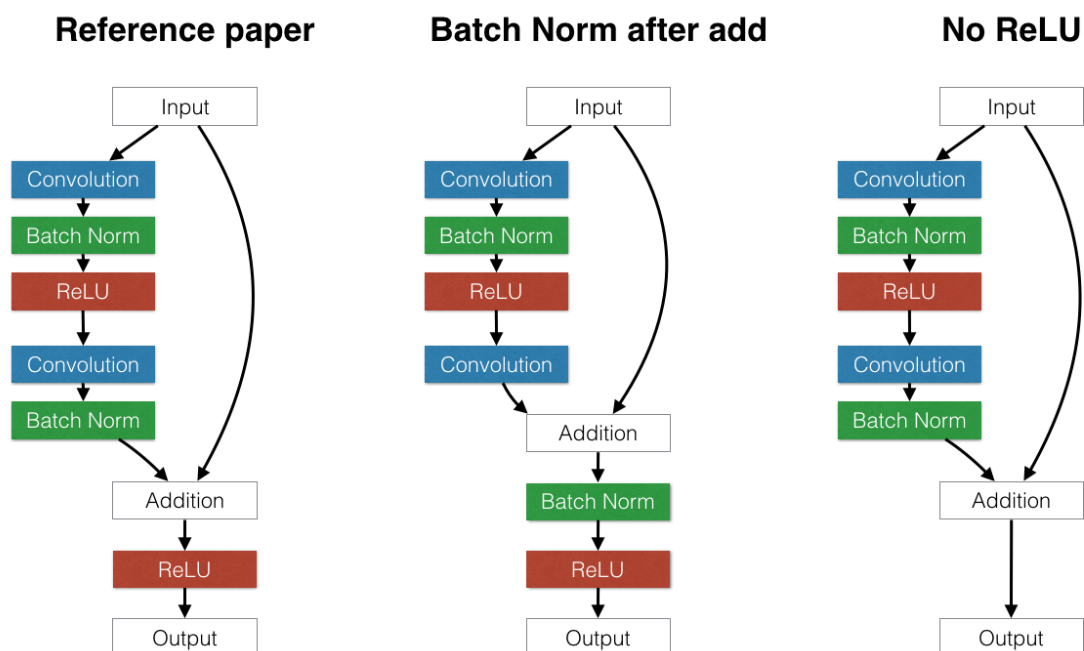 Reference paper
Input
Convolution
Batch Norm
ReLU
Convolution
Batch Norm
Addition
ReLU
Output
Batch Norm after add
Input
Convolution
Batch Norm
ReLU
Convolution
Addition
Batch Norm
ReLU
Output
No ReLU
Input
Convolution
Batch Norm
ReLU
Convolution
Batch Norm
Addition
Output